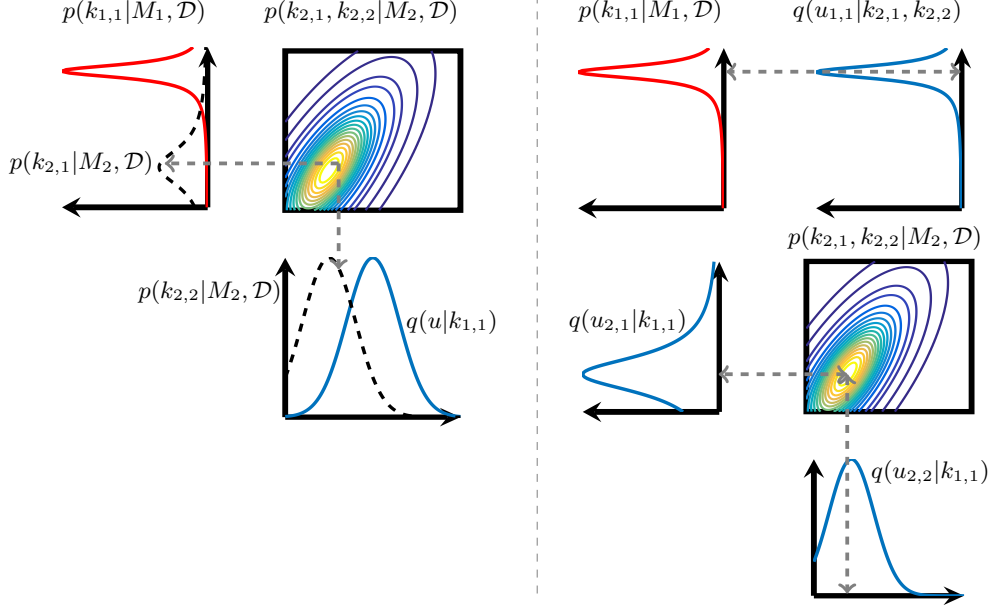 p(k_{1,1}|M_1, 𝒟)
p(k_{2,1}, k_{2,2}|M_2, 𝒟)
p(k_{2,1}|M_2, 𝒟)
p(k_{2,2}|M_2, 𝒟)
q(u|k_{1,1})
p(k_{1,1}|M_1, 𝒟)
q(u_{1,1}|k_{2,1}, k_{2,2})
p(k_{2,1}, k_{2,2}|M_2, 𝒟)
q(u_{2,1}|k_{1,1})
q(u_{2,2}|k_{1,1})